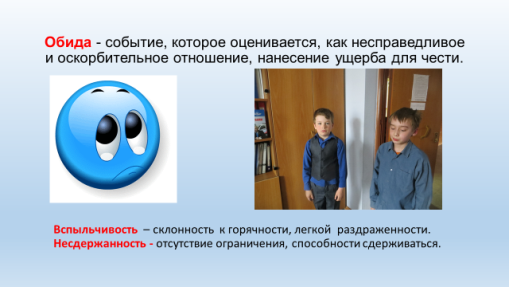 Обида - событие, которое оценивается, как несправедливое
и оскорбительное отношение, нанесение ущерба для чести.
Вспыльчивость – склонность к горячности, легкой раздраженности.
Несдержанность - отсутствие ограничения, способности сдерживаться.